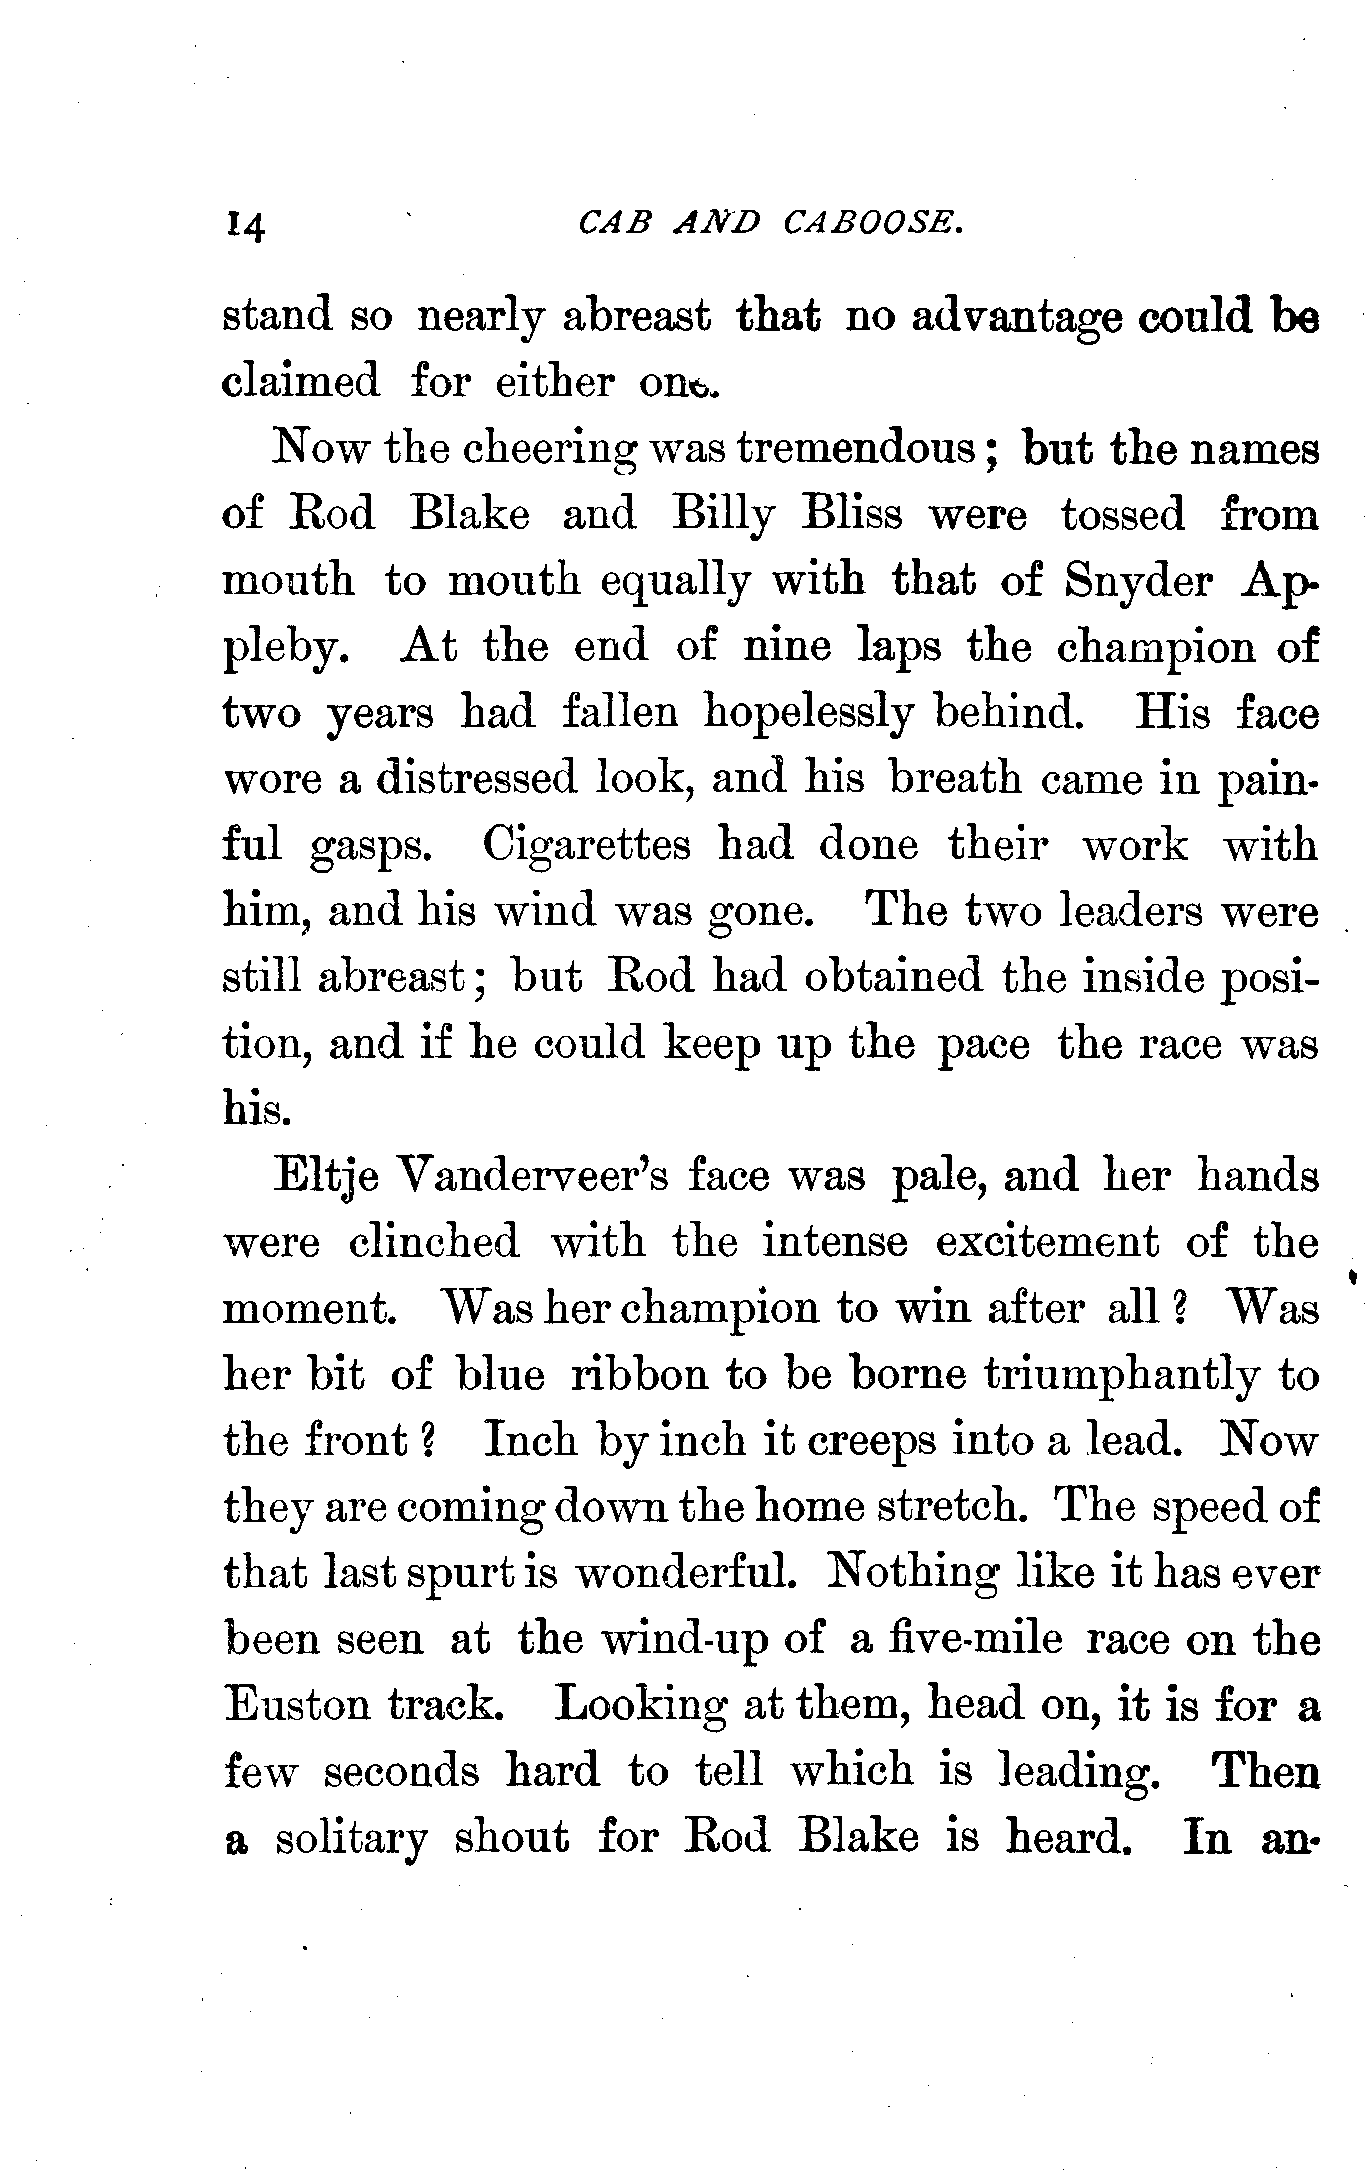 14 CAB AND CABOOSE.
stand so nearly abreast that no advantage could be
claimed for either one.
Now the cheering was tremendous; but the names
of Rod Blake and Billy Bliss were tossed from
mouth to mouth equally with that of Snyder Ap-
pleby. At the end of nine laps the champion of
two years had fallen hopelessly behind. His face
wore a distressed look, and his breath came in pain-
ful gasps. Cigarettes had done their work with
him, and his wind was gone. The two leaders were
still abreast; but Rod had obtained the inside posi-
tion, and if he could keep up the pace the race was
his.
Eltje Vanderveer's face was pale, and her hands
were clinched with the intense excitement of the
moment. Was her champion to win after all? Was
her bit of blue ribbon to be borne triumphantly to
the front? Inch by inch it creeps into a lead. Now
they are coming down the home stretch. The speed of
that last spurt is wonderful. Nothing like it has ever
been seen at the wind-up of a five-mile race on the
Euston track. Looking at them, head on, it is for a
few seconds hard to tell which is leading. Then
a solitary shout for Rod Blake is heard. In an-